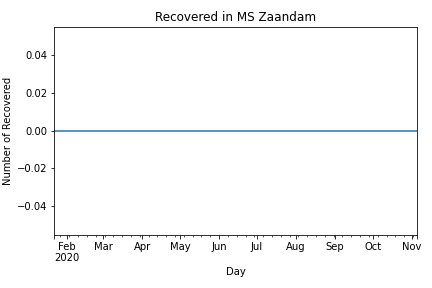 Recovered in MS Zaandam
Number of Recovered
0.04
0.02
0.00
−0.02
−0.04
Feb Mar Apr May Jun Jul Aug Sep Oct Nov
2020
Day